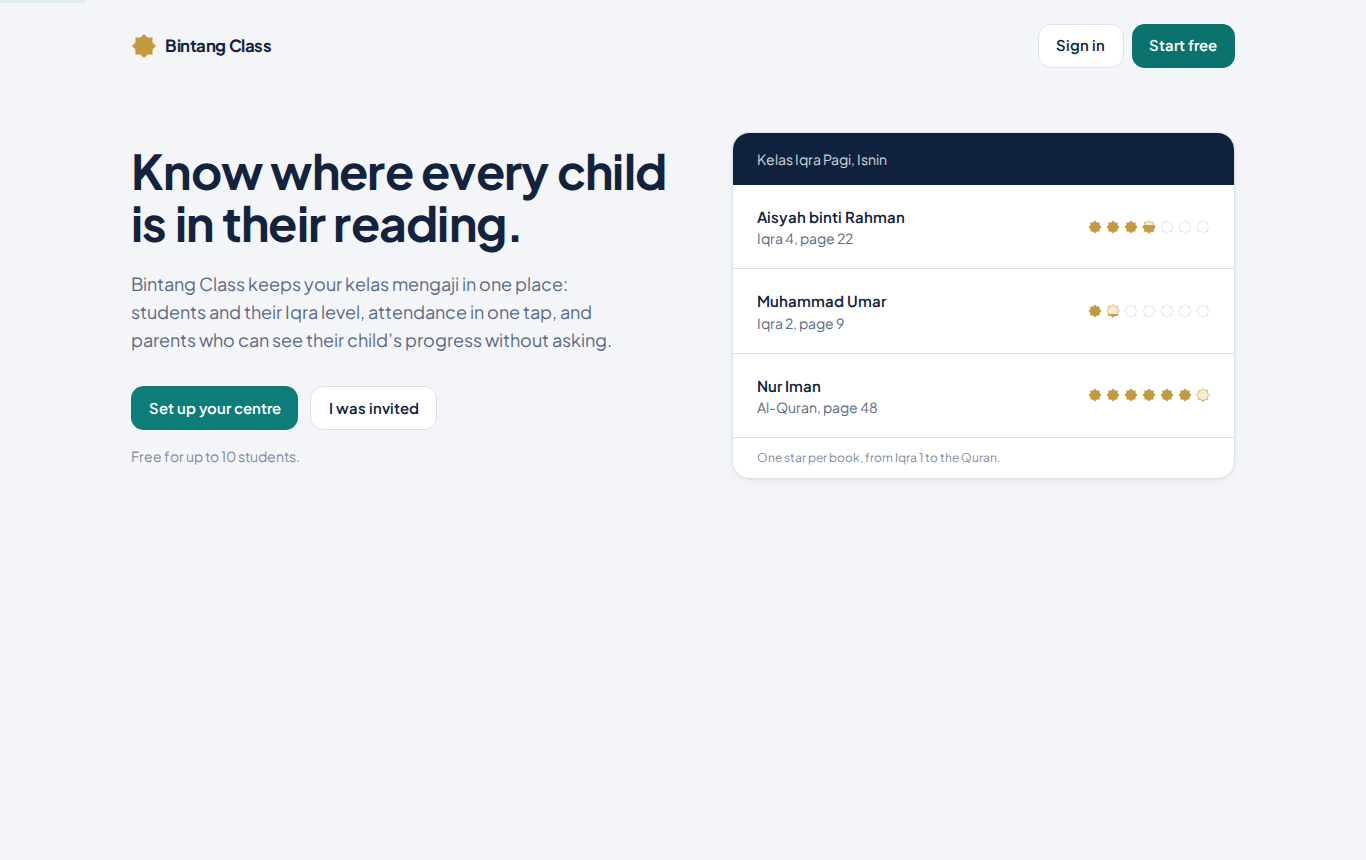 Bintang Class
Sign in
Start free
Know where every child
is in their reading.
Bintang Class keeps your kelas mengaji in one place:
students and their Iqra level, attendance in one tap, and
parents who can see their child’s progress without asking.
Set up your centre
I was invited
Free for up to 10 students.
Kelas Iqra Pagi, Isnin
Aisyah binti Rahman
Iqra 4, page 22
Muhammad Umar
Iqra 2, page 9
Nur Iman
Al-Quran, page 48
One star per book, from Iqra 1 to the Quran.